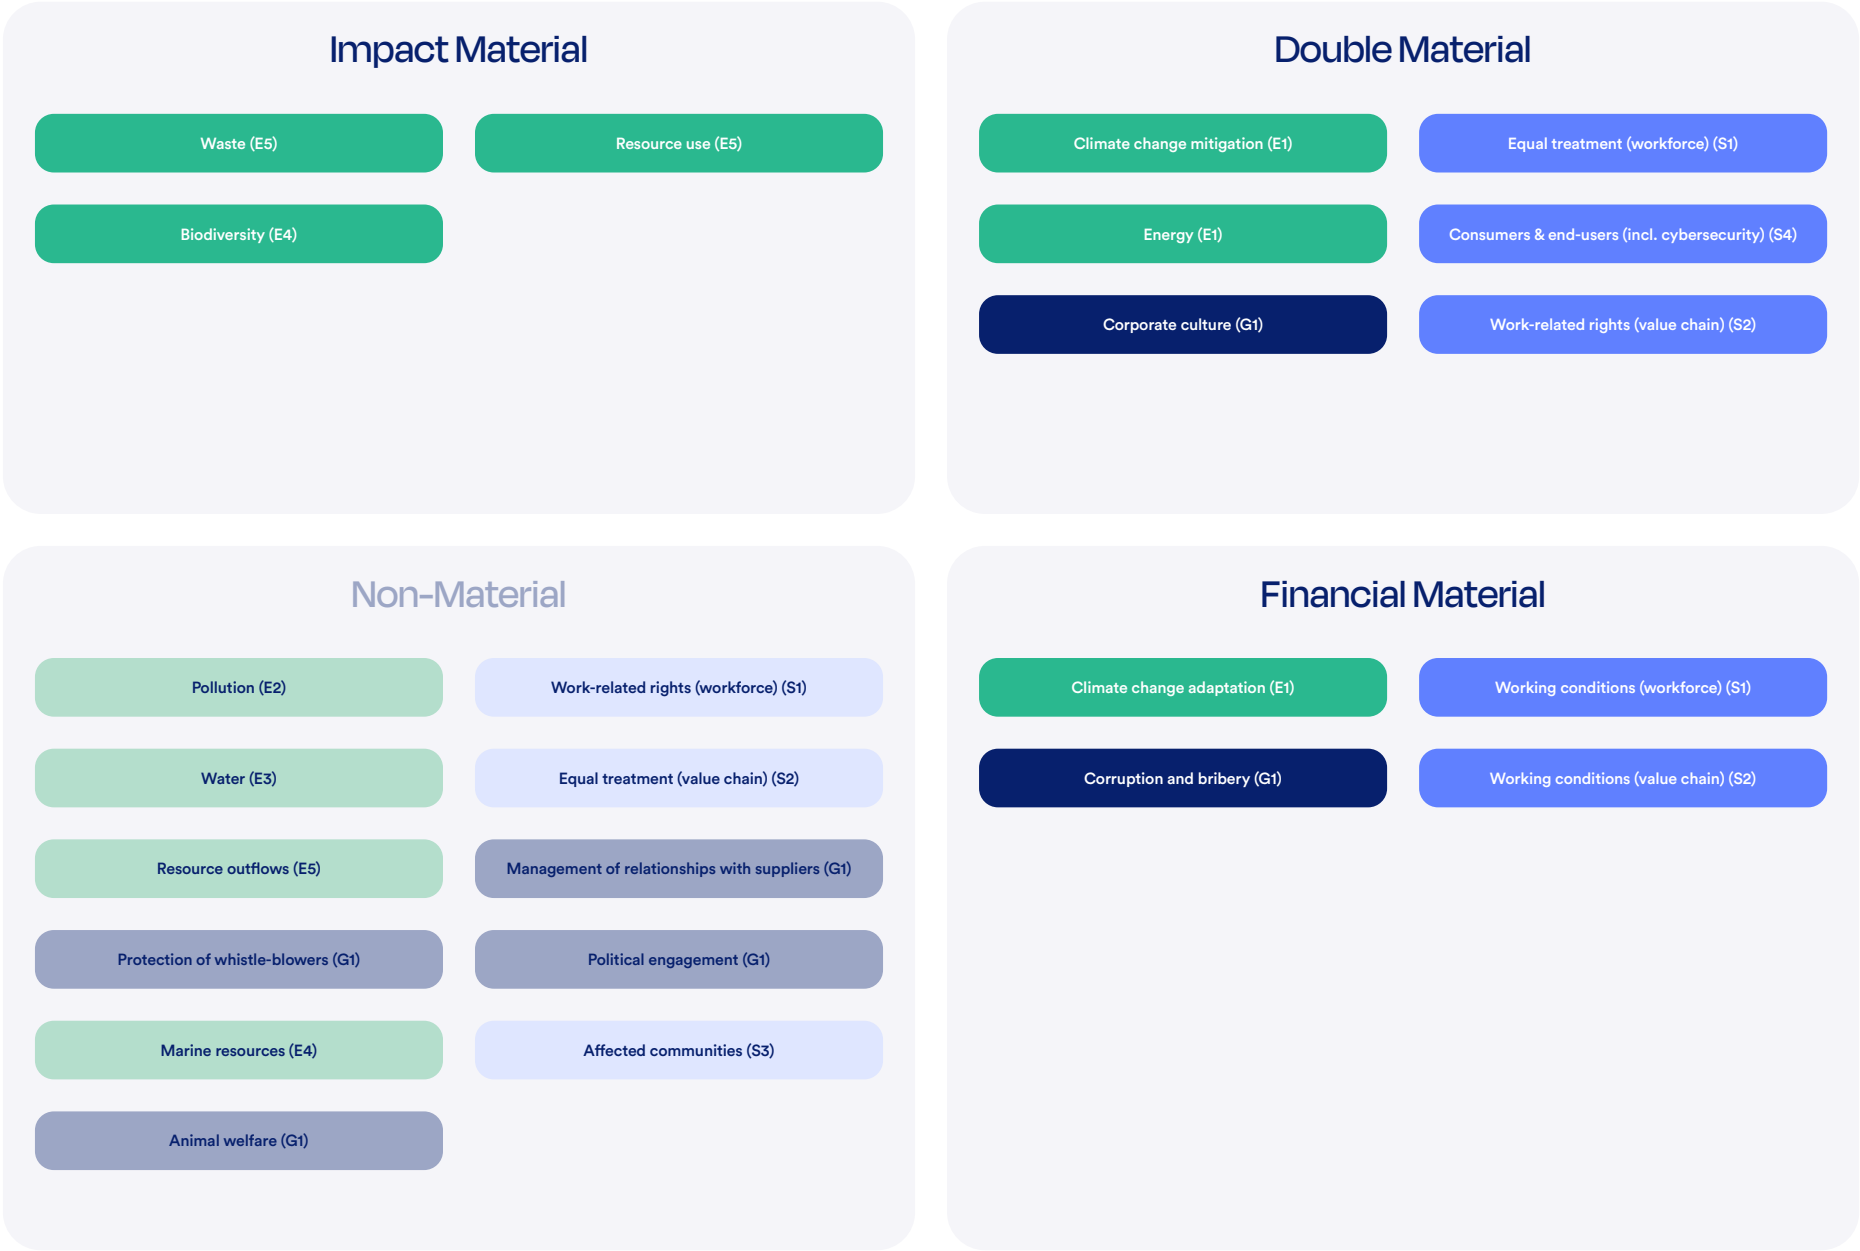 Impact Material
Waste (E5)
Resource use (E5)
Biodiversity (E4)
Double Material
Climate change mitigation (E1)
Equal treatment (workforce) (S1)
Energy (E1)
Consumers & end-users (incl. cybersecurity) (S4)
Corporate culture (G1)
Work-related rights (value chain) (S2)
Non-Material
Pollution (E2)
Work-related rights (workforce) (S1)
Water (E3)
Equal treatment (value chain) (S2)
Resource outflows (E5)
Management of relationships with suppliers (G1)
Protection of whistle-blowers (G1)
Political engagement (G1)
Marine resources (E4)
Affected communities (S3)
Animal welfare (G1)
Financial Material
Climate change adaptation (E1)
Working conditions (workforce) (S1)
Corruption and bribery (G1)
Working conditions (value chain) (S2)